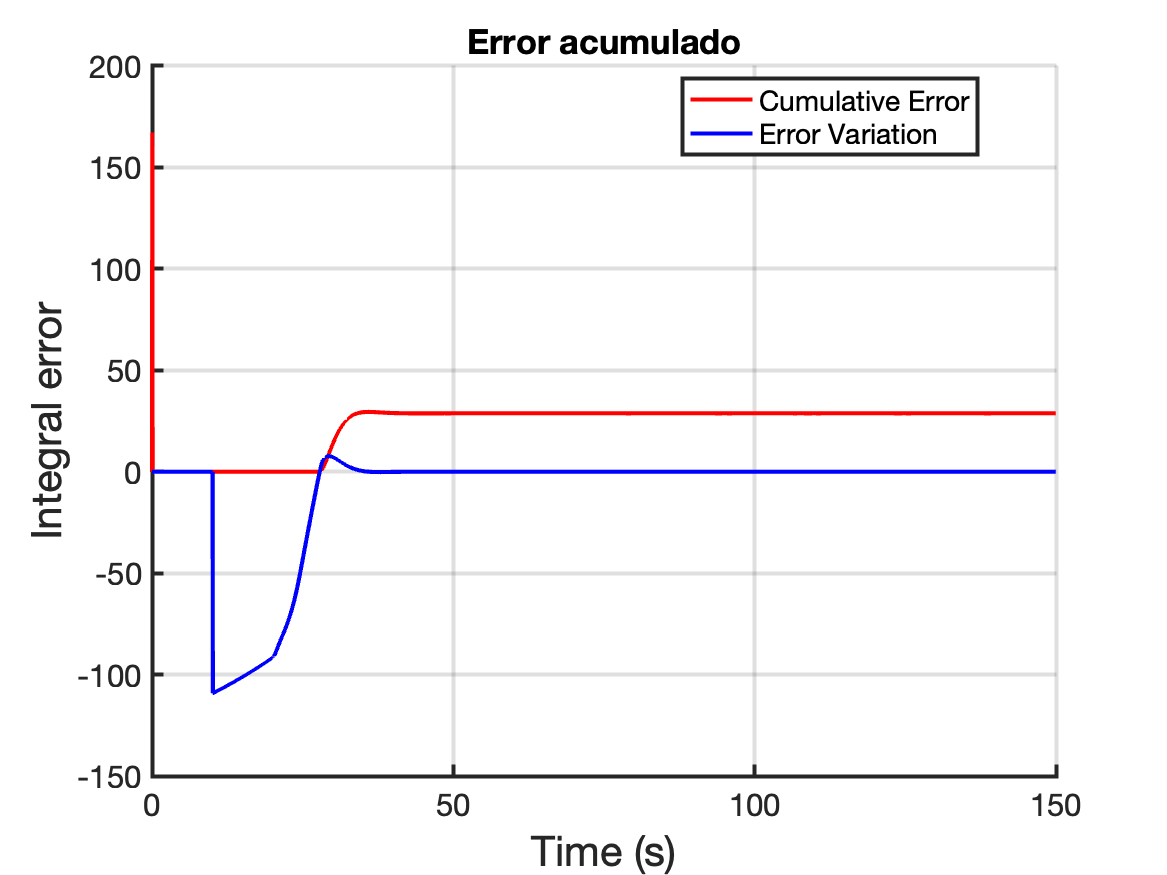 Error acumulado
200
150
100
50
0
-50
-100
-150
Integral error
Cumulative Error
Error Variation
0 50 100 150
Time (s)